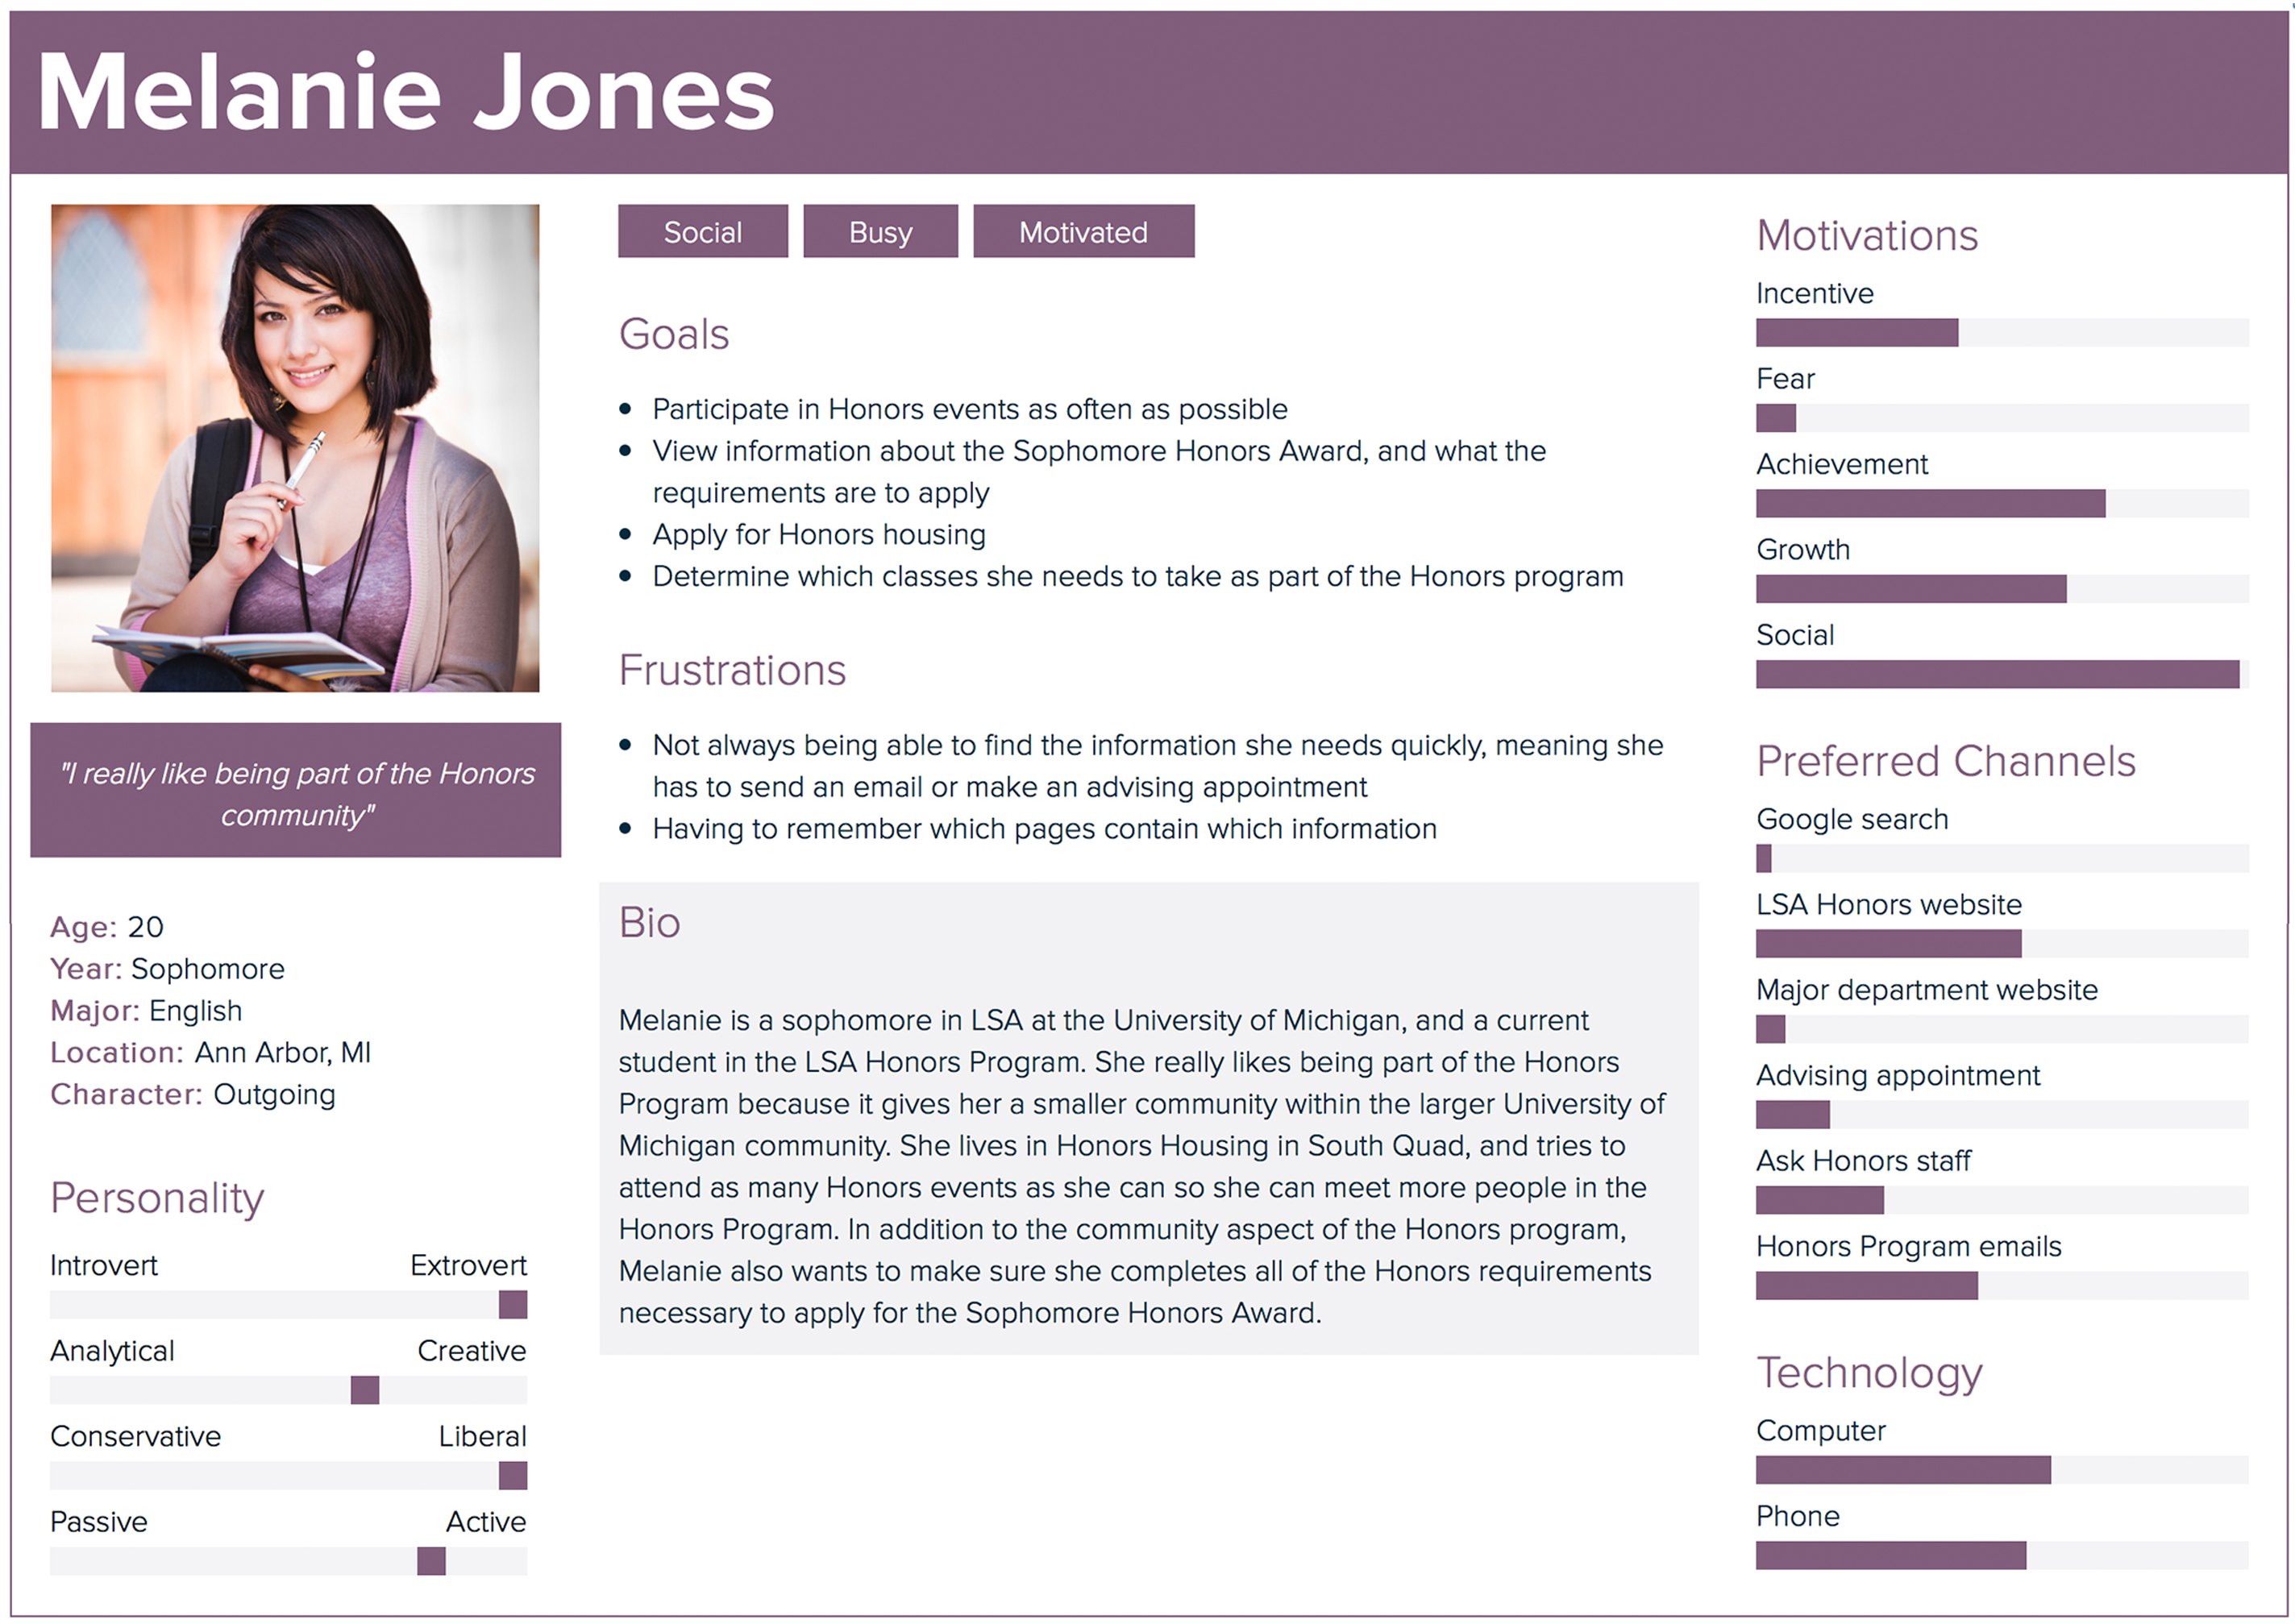 Melanie Jones
"I really like being part of the Honors
community"
Age: 20
Year: Sophomore
Major: English
Location: Ann Arbor, MI
Character: Outgoing
Personality
Introvert Extrovert
Analytical Creative
Conservative Liberal
Passive Active
Social Busy Motivated
Goals
• Participate in Honors events as often as possible
• View information about the Sophomore Honors Award, and what the
requirements are to apply
• Apply for Honors housing
• Determine which classes she needs to take as part of the Honors program
Frustrations
• Not always being able to find the information she needs quickly, meaning she
has to send an email or make an advising appointment
• Having to remember which pages contain which information
Bio
Melanie is a sophomore in LSA at the University of Michigan, and a current
student in the LSA Honors Program. She really likes being part of the Honors
Program because it gives her a smaller community within the larger University of
Michigan community. She lives in Honors Housing in South Quad, and tries to
attend as many Honors events as she can so she can meet more people in the
Honors Program. In addition to the community aspect of the Honors program,
Melanie also wants to make sure she completes all of the Honors requirements
necessary to apply for the Sophomore Honors Award.
Motivations
Incentive
Fear
Achievement
Growth
Social
Preferred Channels
Google search
LSA Honors website
Major department website
Advising appointment
Ask Honors staff
Honors Program emails
Technology
Computer
Phone